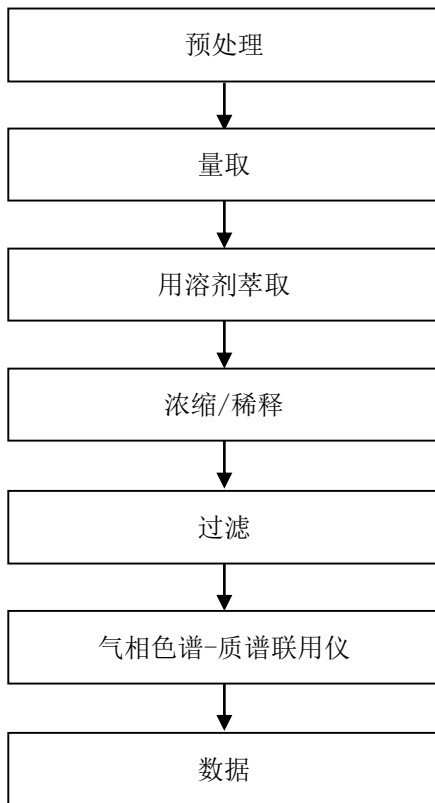 预处理
量取
用溶剂萃取
浓缩/稀释
过滤
气相色谱-质谱联用仪
数据